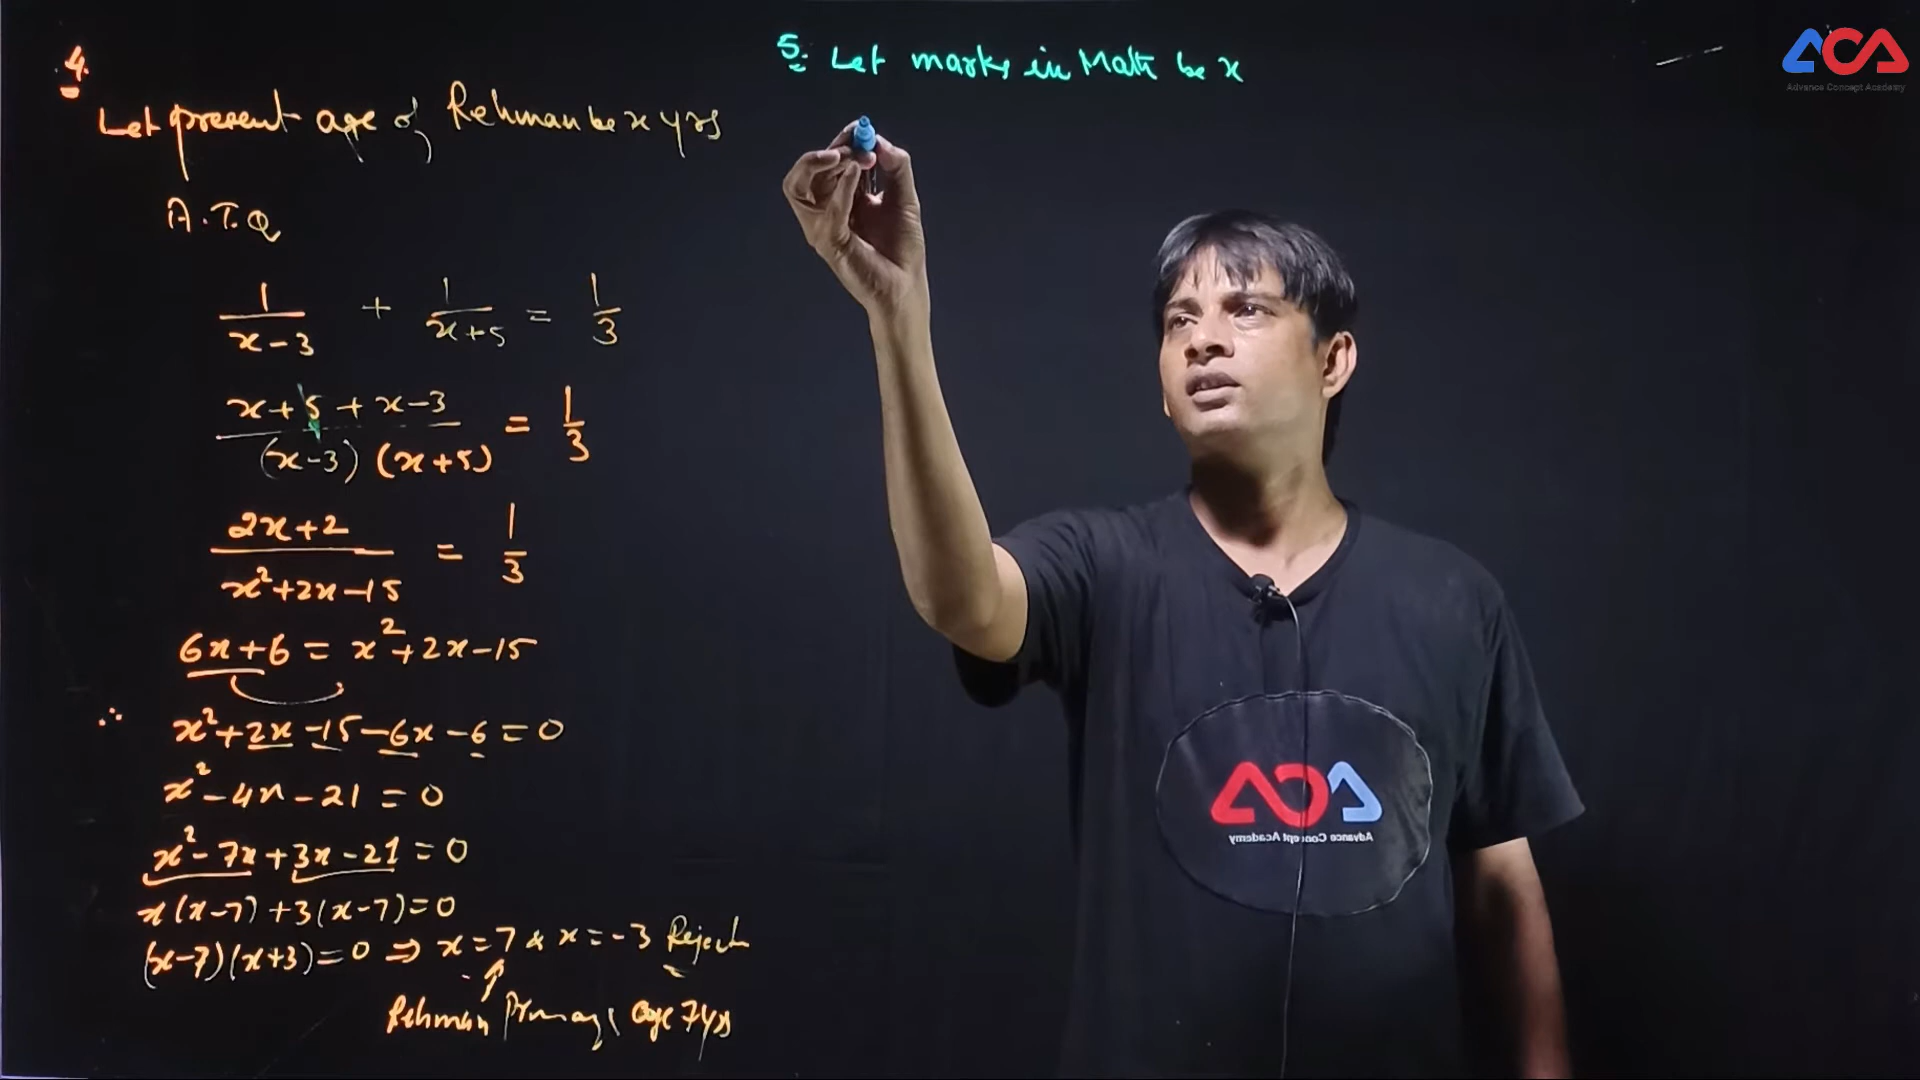 4.
Let present age of Rehman be x yrs
A.T.Q
1/(x-3) + 1/(x+5) = 1/3
(x+5+x-3)/((x-3)(x+5)) = 1/3
(2x+2)/(x²+2x-15) = 1/3
6x+6 = x²+2x-15
∴ x²+2x-15-6x-6=0
x²-4x-21=0
x²-7x+3x-21=0
x(x-7)+3(x-7)=0
(x-7)(x+3)=0 ⇒ x=7 & x=-3 Reject
Rehman age 7yrs
5. Let marks in Math be x
ACA
Advance Concept Academy
ACA
Advance Concept Academy